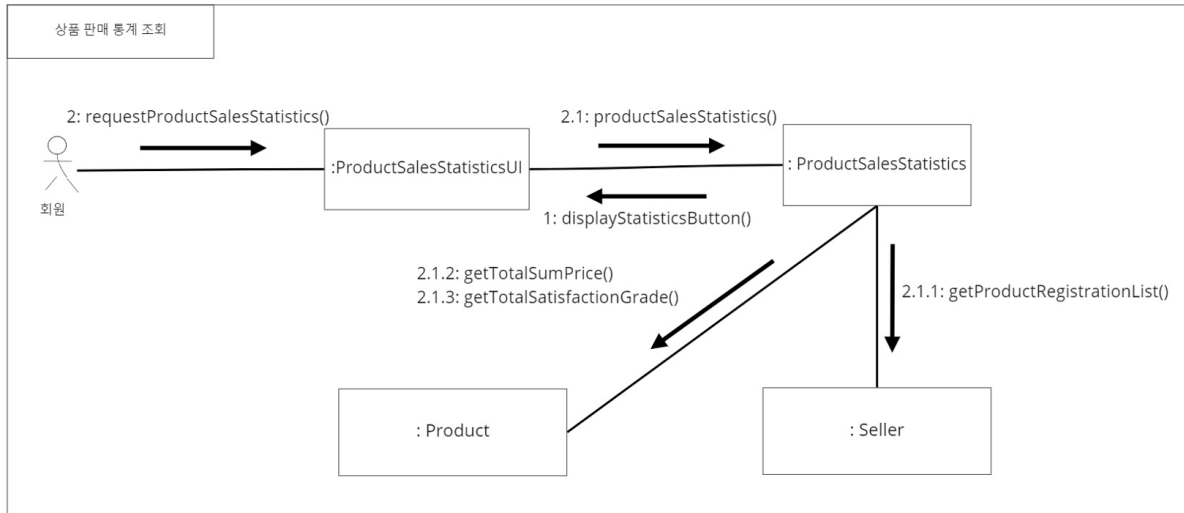 상품 판매 통계 조회
2: requestProductSalesStatistics()
2.1: productSalesStatistics()
:ProductSalesStatisticsUI
: ProductSalesStatistics
회원
1: displayStatisticsButton()
2.1.2: getTotalSumPrice()
2.1.3: getTotalSatisfactionGrade()
2.1.1: getProductRegistrationList()
: Product
: Seller